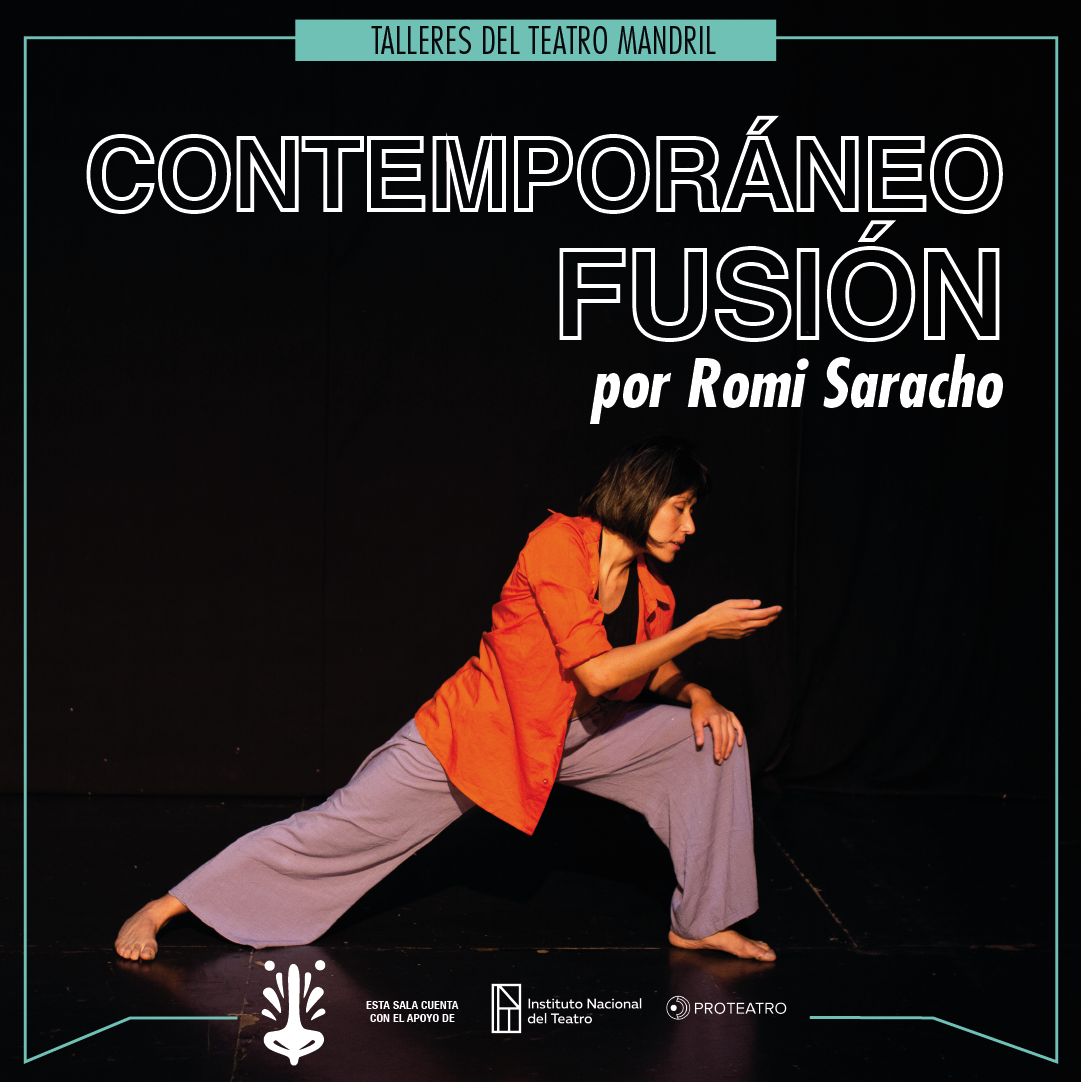 TALLERES DEL TEATRO MANDRIL
CONTEMPORÁNEO
FUSIÓN
por Romi Saracho
ESTA SALA CUENTA
CON EL APOYO DE
Instituto Nacional
del Teatro
PROTEATRO